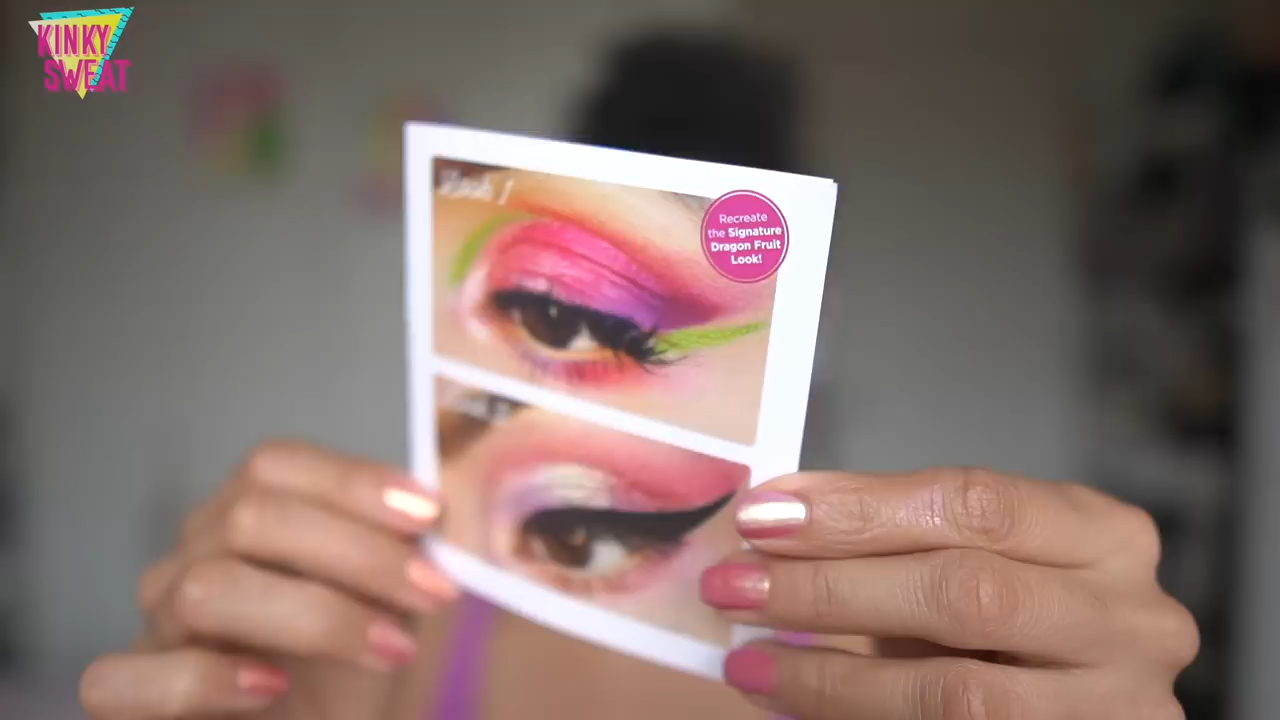 KINKY
SWEAT
Look 1
Recreate
the Signature
Dragon Fruit
Look!